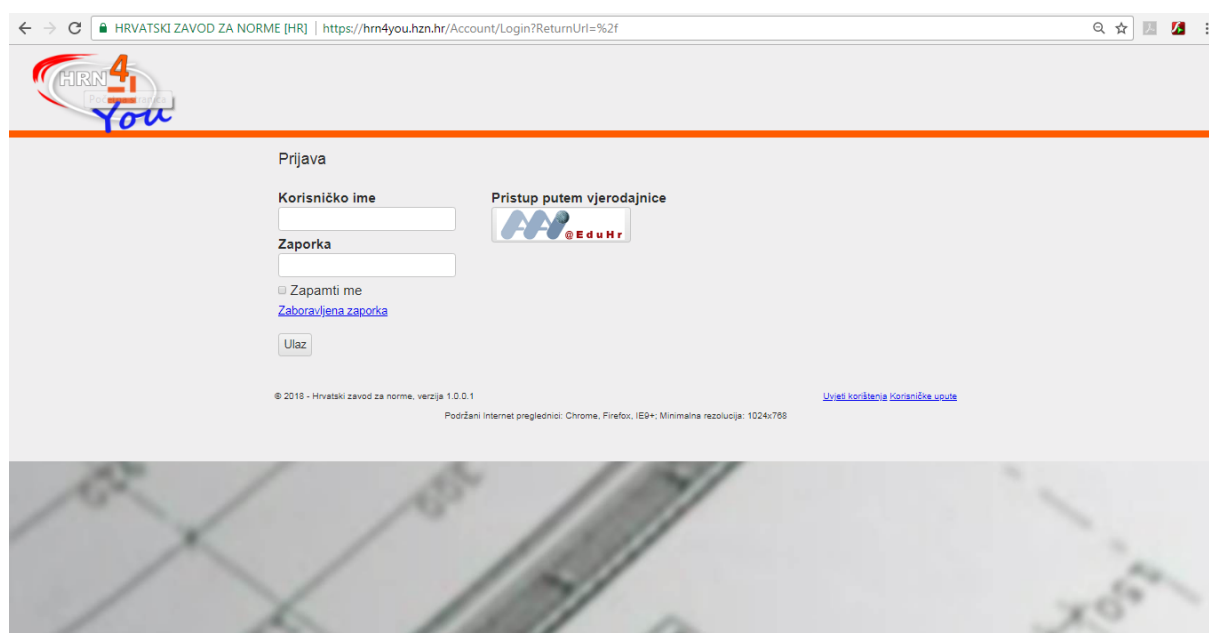 HRVATSKI ZAVOD ZA NORME [HR] | https://hrn4you.hzn.hr/Account/Login?ReturnUrl=%2f
HRN 4
You
Prijava
Korisničko ime
Pristup putem vjerodajnice
@EduHr
Zaporka
Zapamti me
Zaboravljena zaporka
Ulaz
© 2018 - Hrvatski zavod za norme, verzija 1.0.0.1
Uvjeti korištenja Korisničke upute
Podržani Internet preglednici: Chrome, Firefox, IE9+; Minimalna rezolucija: 1024x768